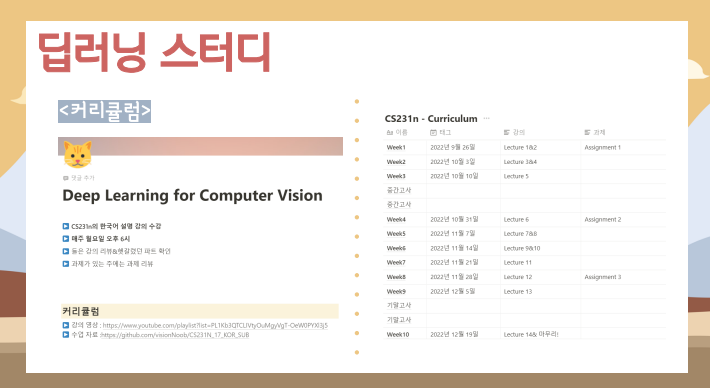 딥러닝 스터디
<커리큘럼>
댓글 추가
Deep Learning for Computer Vision
CS231n의 한국어 설명 강의 수강
매주 월요일 오후 6시
들은 강의 리뷰&헷갈렸던 파트 확인
과제가 있는 주에는 과제 리뷰
커리큘럼
강의 영상 : https://www.youtube.com/playlist?list=PL1Kb3QTCLIVtyOuMgyVgT-OeW0PYXl3j5
수업 자료 :https://github.com/visionNoob/CS231N_17_KOR_SUB
CS231n - Curriculum ...
이름 태그 강의 과제
Week1 2022년 9월 26일 Lecture 1&2 Assignment 1
Week2 2022년 10월 3일 Lecture 3&4
Week3 2022년 10월 10일 Lecture 5
중간고사
중간고사
Week4 2022년 10월 31일 Lecture 6 Assignment 2
Week5 2022년 11월 7일 Lecture 7&8
Week6 2022년 11월 14일 Lecture 9&10
Week7 2022년 11월 21일 Lecture 11
Week8 2022년 11월 28일 Lecture 12 Assignment 3
Week9 2022년 12월 5일 Lecture 13
기말고사
기말고사
Week10 2022년 12월 19일 Lecture 14& 마무리!